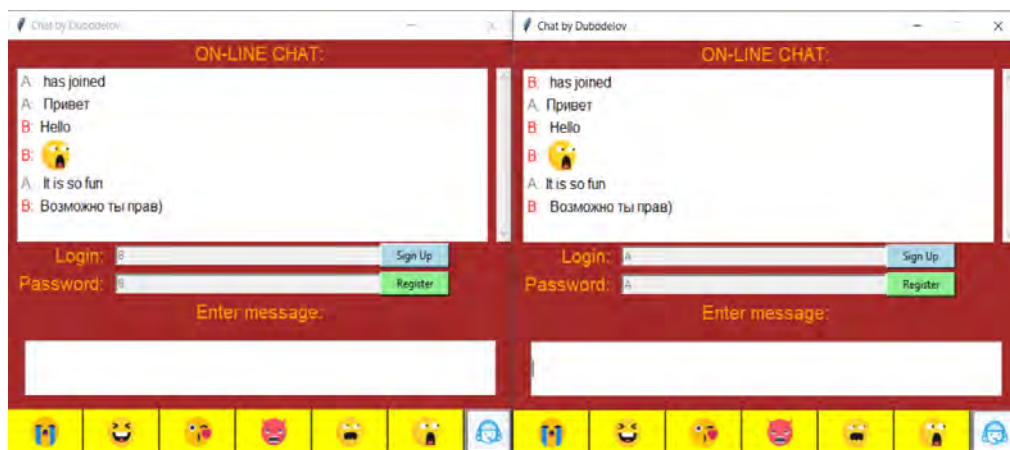 Chat by Dubodelov
ON-LINE CHAT:
A: has joined
A: Привет
B: Hello
B:
A: It is so fun
B: Возможно ты прав)
Login: B Sign Up
Password: B Register
Enter message:
Chat by Dubodelov
ON-LINE CHAT:
B: has joined
A: Привет
B: Hello
B:
A: It is so fun
B: Возможно ты прав)
Login: A Sign Up
Password: A Register
Enter message: